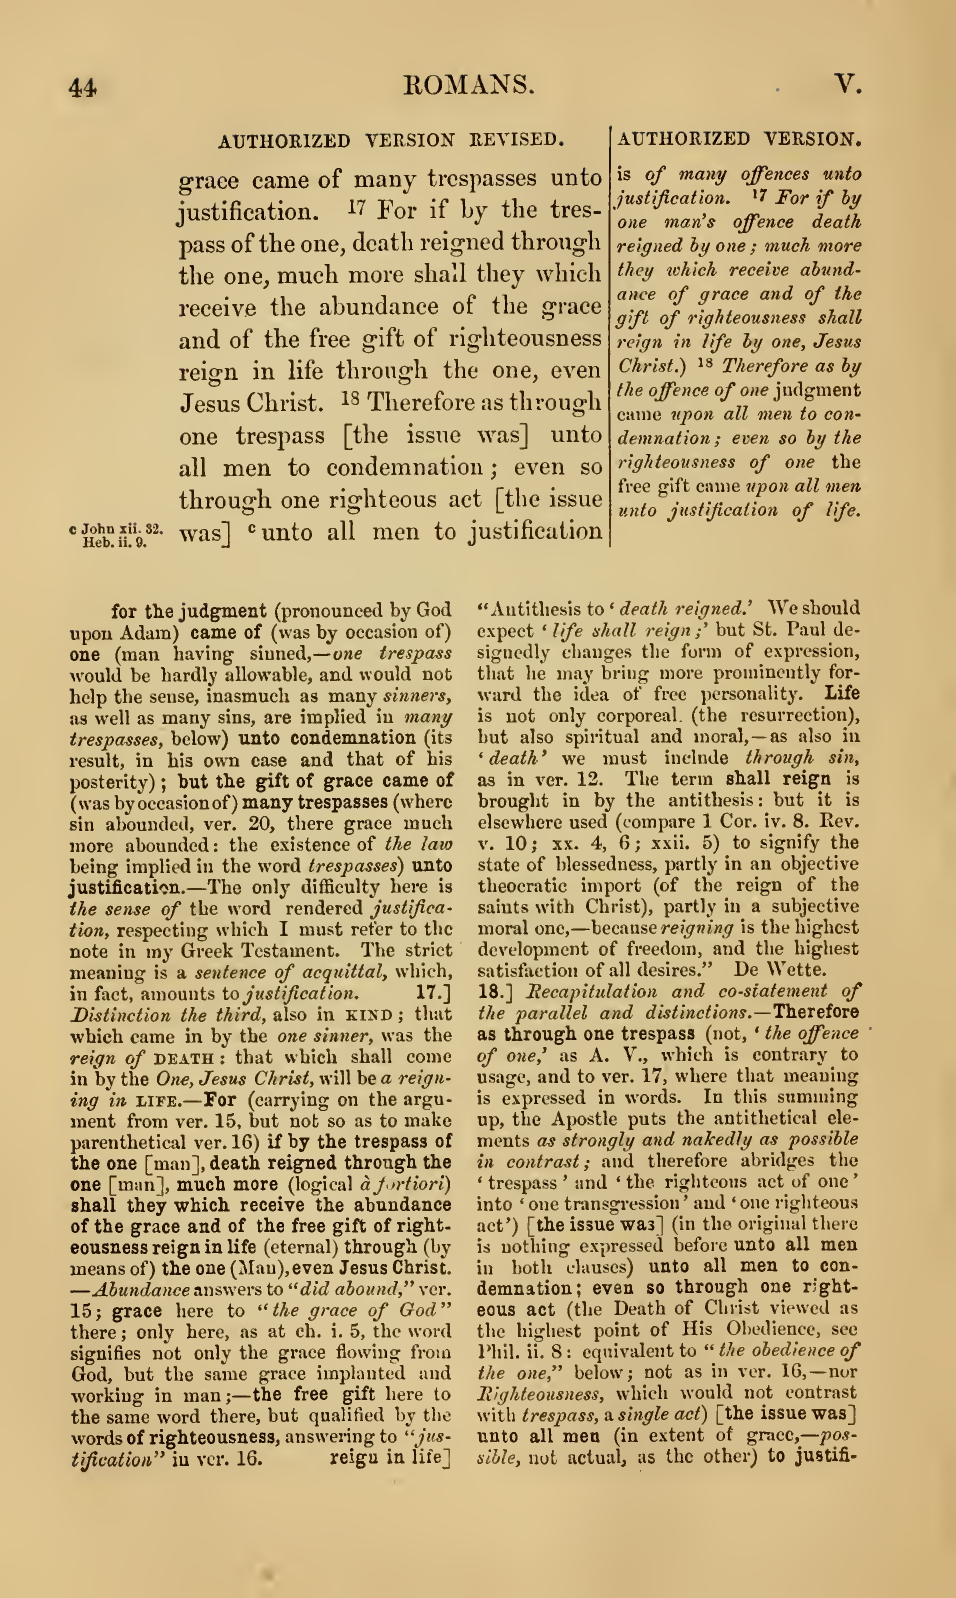 44
ROMANS.
V.
AUTHORIZED VERSION REVISED.
grace came of many trespasses unto
justification. 17 For if by the tres-
pass of the one, death reigned through
the one, much more shall they which
receive the abundance of the grace
and of the free gift of righteousness
reign in life through the one, even
Jesus Christ. 18 Therefore as through
one trespass [the issue was] unto
all men to condemnation; even so
through one righteous act [the issue
was] c unto all men to justification
c John xii. 32.
Heb. ii. 9.
AUTHORIZED VERSION.
is of many offences unto
justification. 17 For if by
one man's offence death
reigned by one; much more
they which receive abund-
ance of grace and of the
gift of righteousness shall
reign in life by one, Jesus
Christ.) 18 Therefore as by
the offence of one judgment
came upon all men to con-
demnation; even so by the
righteousness of one the
free gift came upon all men
unto justification of life.
for the judgment (pronounced by God
upon Adam) came of (was by occasion of)
one (man having sinned,—one trespass
would be hardly allowable, and would not
help the sense, inasmuch as many sinners,
as well as many sins, are implied in many
trespasses, below) unto condemnation (its
result, in his own case and that of his
posterity); but the gift of grace came of
(was by occasion of) many trespasses (where
sin abounded, ver. 20, there grace much
more abounded: the existence of the law
being implied in the word trespasses) unto
justification.—The only difficulty here is
the sense of the word rendered justifica-
tion, respecting which I must refer to the
note in my Greek Testament. The strict
meaning is a sentence of acquittal, which,
in fact, amounts to justification. 17.]
Distinction the third, also in KIND; that
which came in by the one sinner, was the
reign of DEATH: that which shall come
in by the One, Jesus Christ, will be a reign-
ing in LIFE.—For (carrying on the argu-
ment from ver. 15, but not so as to make
parenthetical ver. 16) if by the trespass of
the one [man], death reigned through the
one [man], much more (logical à fortiori)
shall they which receive the abundance
of the grace and of the free gift of right-
eousness reign in life (eternal) through (by
means of) the one (Man), even Jesus Christ.
—Abundance answers to "did abound," ver.
15; grace here to "the grace of God"
there; only here, as at ch. i. 5, the word
signifies not only the grace flowing from
God, but the same grace implanted and
working in man;—the free gift here to
the same word there, but qualified by the
words of righteousness, answering to "jus-
tification" in ver. 16. reign in life]
"Antithesis to 'death reigned.' We should
expect 'life shall reign;' but St. Paul de-
signedly changes the form of expression,
that he may bring more prominently for-
ward the idea of free personality. Life
is not only corporeal (the resurrection),
but also spiritual and moral,—as also in
'death' we must include through sin,
as in ver. 12. The term shall reign is
brought in by the antithesis: but it is
elsewhere used (compare 1 Cor. iv. 8. Rev.
v. 10; xx. 4, 6; xxii. 5) to signify the
state of blessedness, partly in an objective
theocratic import (of the reign of the
saints with Christ), partly in a subjective
moral one,—because reigning is the highest
development of freedom, and the highest
satisfaction of all desires." De Wette.
18.] Recapitulation and co-statement of
the parallel and distinctions.—Therefore
as through one trespass (not, 'the offence
of one,' as A. V., which is contrary to
usage, and to ver. 17, where that meaning
is expressed in words. In this summing
up, the Apostle puts the antithetical ele-
ments as strongly and nakedly as possible
in contrast; and therefore abridges the
'trespass' and 'the righteous act of one'
into 'one transgression' and 'one righteous
act') [the issue was] (in the original there
is nothing expressed before unto all men
in both clauses) unto all men to con-
demnation; even so through one right-
eous act (the Death of Christ viewed as
the highest point of His Obedience, see
Phil. ii. 8: equivalent to "the obedience of
the one," below; not as in ver. 16,—nor
Righteousness, which would not contrast
with trespass, a single act) [the issue was]
unto all men (in extent of grace,—pos-
sible, not actual, as the other) to justifi-